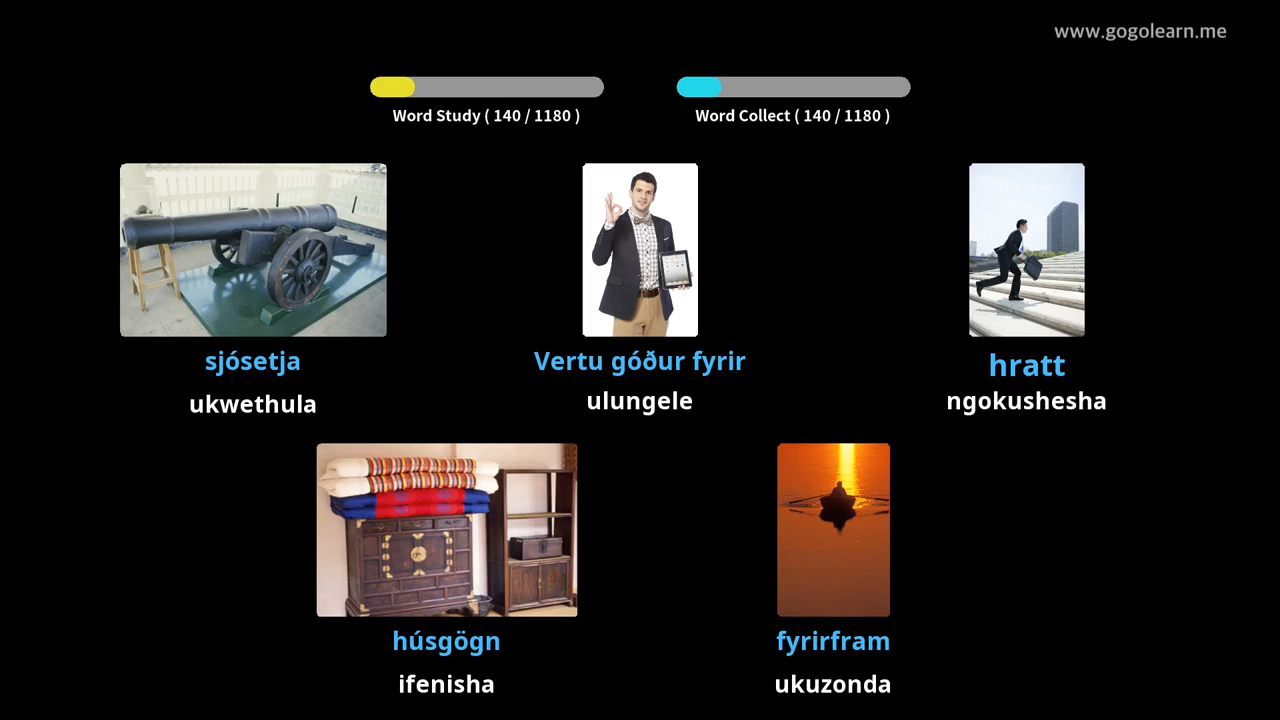 www.gogolearn.me
Word Study ( 140 / 1180 )
Word Collect ( 140 / 1180 )
sjósetja
Vertu góður fyrir
hratt
ukwethula
ulungele
ngokushesha
húsgögn
fyrirfram
ifenisha
ukuzonda